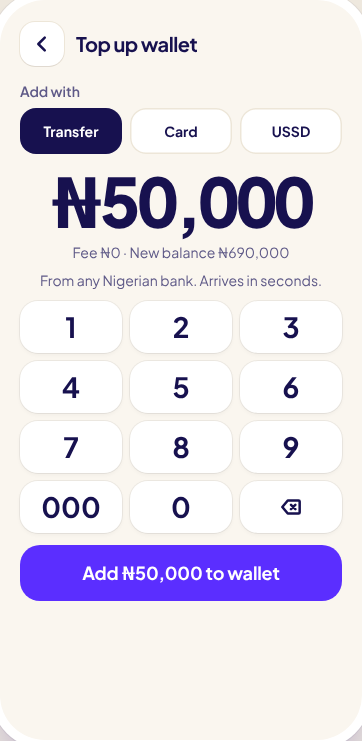 Top up wallet
Add with
Transfer Card USSD
₦50,000
Fee ₦0 · New balance ₦690,000
From any Nigerian bank. Arrives in seconds.
1 2 3
4 5 6
7 8 9
000 0
Add ₦50,000 to wallet